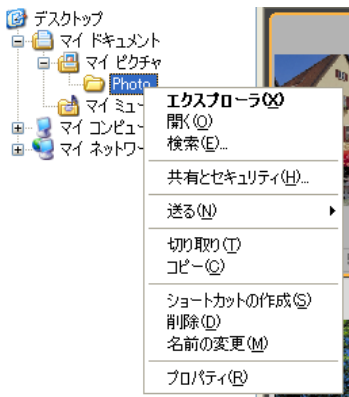 デスクトップ
マイ ドキュメント
マイ ピクチャ
Photo
マイ ミュー
マイ コンピュー
マイ ネットワー
エクスプローラ(X)
開く(O)
検索(E)...
共有とセキュリティ(H)...
送る(N)
切り取り(T)
コピー(C)
ショートカットの作成(S)
削除(D)
名前の変更(M)
プロパティ(R)